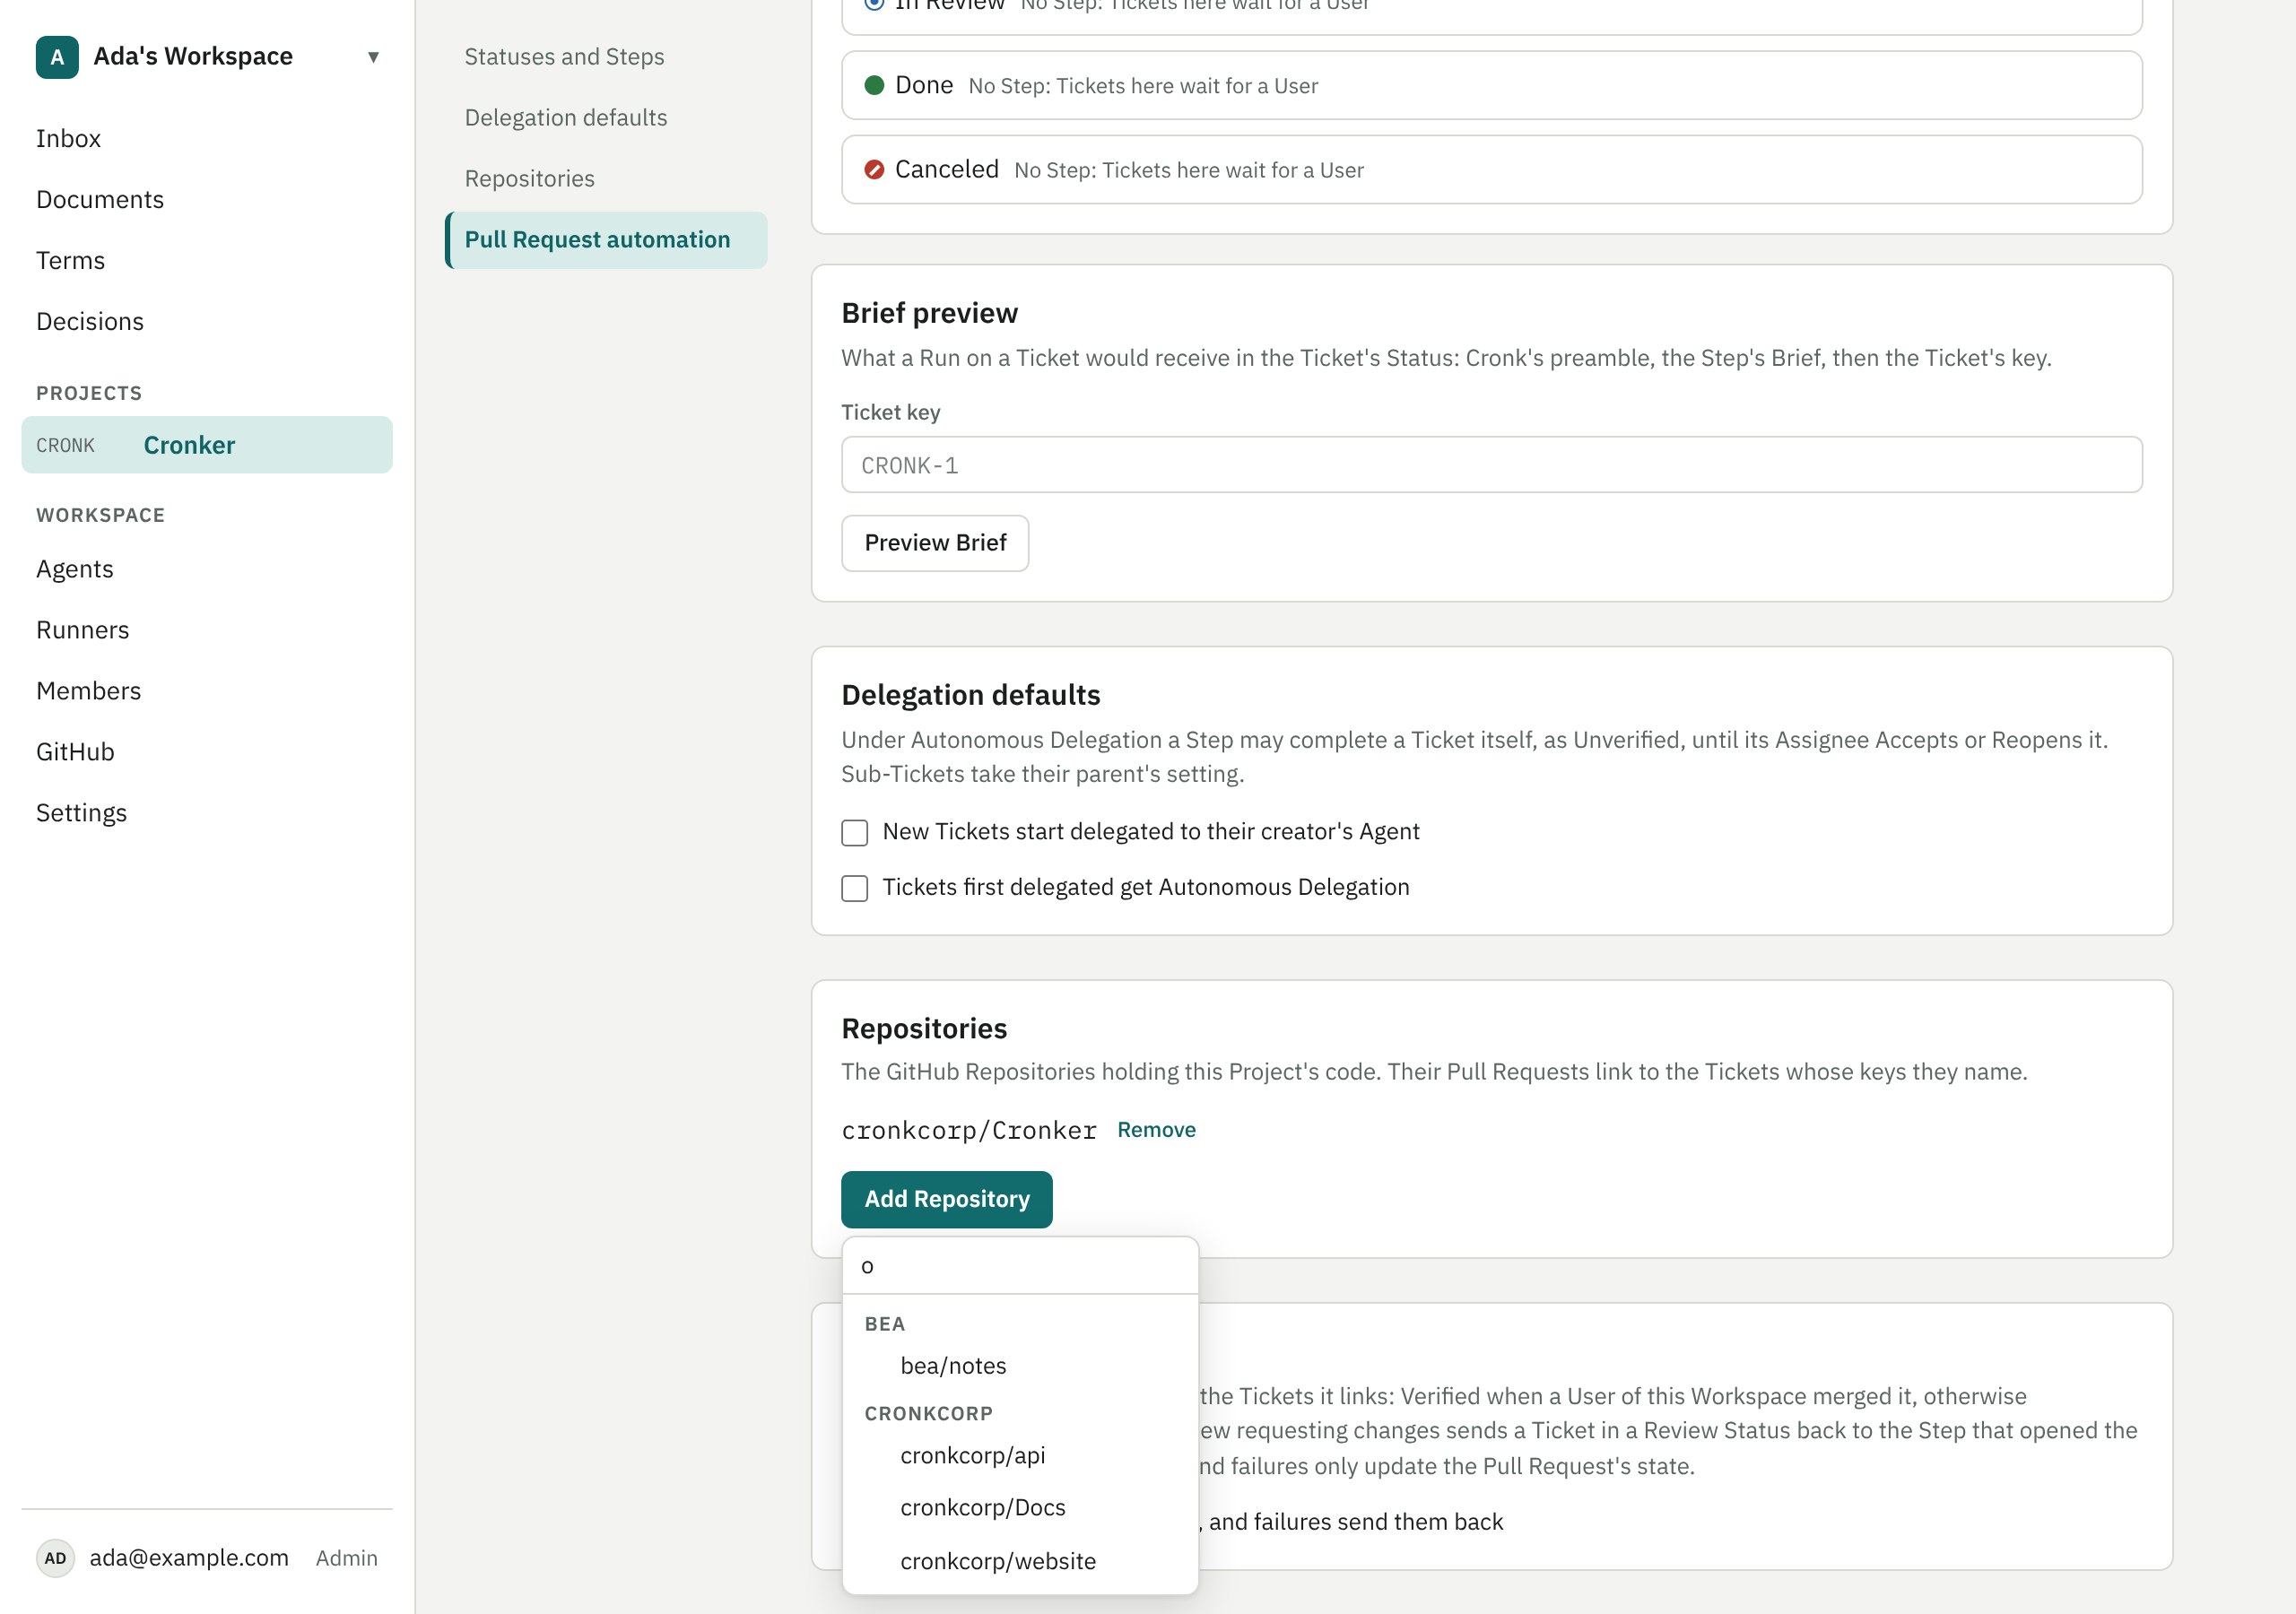 A Ada's Workspace ▼
Inbox
Documents
Terms
Decisions
PROJECTS
CRONK Cronker
WORKSPACE
Agents
Runners
Members
GitHub
Settings
AD ada@example.com Admin
Statuses and Steps
Delegation defaults
Repositories
Pull Request automation
In Review No Step: Tickets here wait for a User
Done No Step: Tickets here wait for a User
Canceled No Step: Tickets here wait for a User
Brief preview
What a Run on a Ticket would receive in the Ticket's Status: Cronk's preamble, the Step's Brief, then the Ticket's key.
Ticket key
CRONK-1
Preview Brief
Delegation defaults
Under Autonomous Delegation a Step may complete a Ticket itself, as Unverified, until its Assignee Accepts or Reopens it.
Sub-Tickets take their parent's setting.
New Tickets start delegated to their creator's Agent
Tickets first delegated get Autonomous Delegation
Repositories
The GitHub Repositories holding this Project's code. Their Pull Requests link to the Tickets whose keys they name.
cronkcorp/Cronker Remove
Add Repository
o
BEA
bea/notes
CRONKCORP
cronkcorp/api
cronkcorp/Docs
cronkcorp/website
the Tickets it links: Verified when a User of this Workspace merged it, otherwise
requesting changes sends a Ticket in a Review Status back to the Step that opened the
failures only update the Pull Request's state.
, and failures send them back